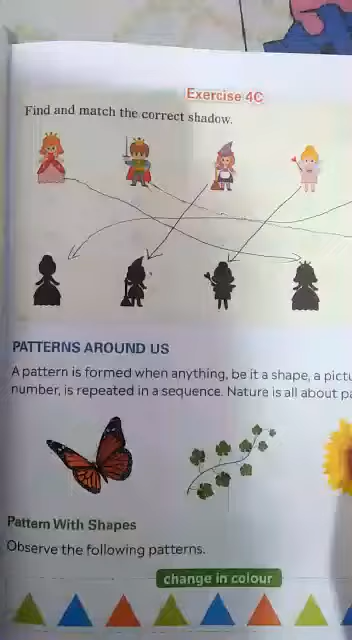 Exercise 4C
Find and match the correct shadow.
PATTERNS AROUND US
A pattern is formed when anything, be it a shape, a
number, is repeated in a sequence. Nature is all about
Pattern With Shapes
Observe the following patterns.
change in colour